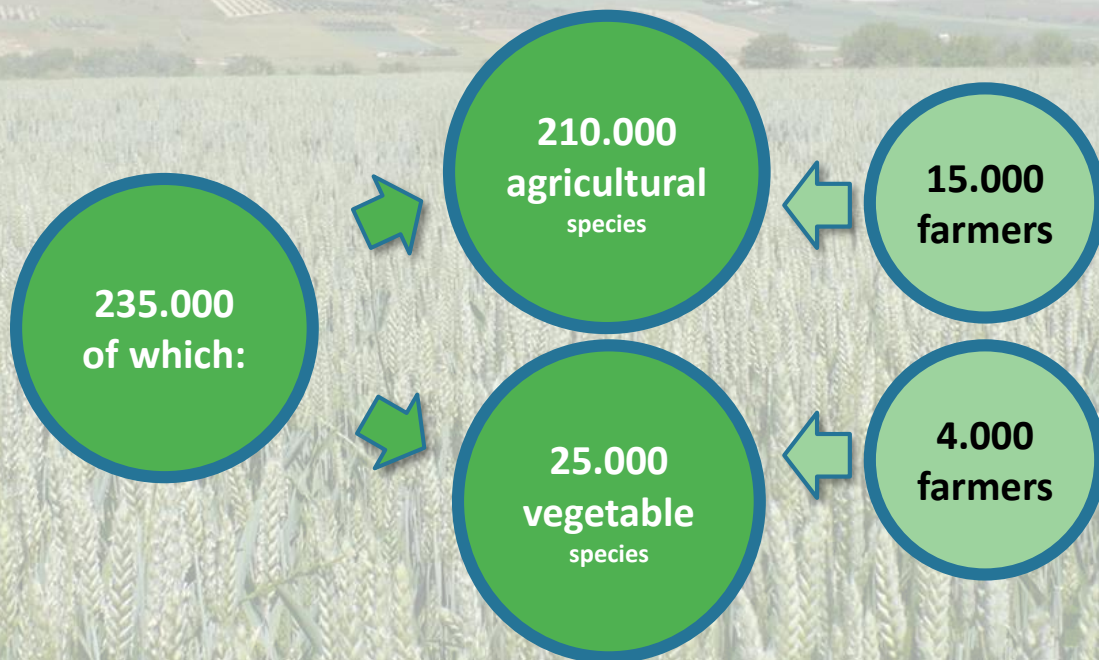 235.000
of which:
210.000
agricultural
species
25.000
vegetable
species
15.000
farmers
4.000
farmers